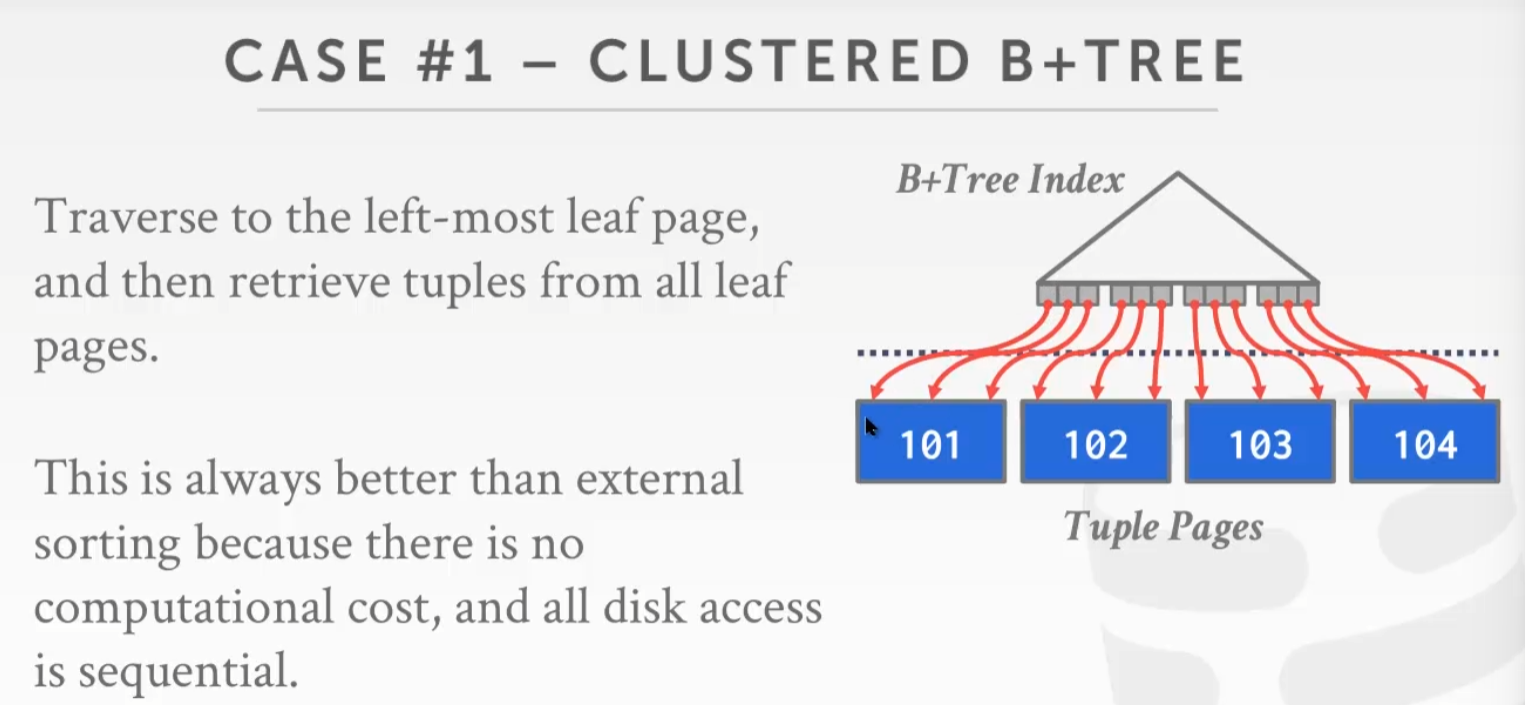 CASE #1 – CLUSTERED B+TREE
Traverse to the left-most leaf page,
and then retrieve tuples from all leaf
pages.
This is always better than external
sorting because there is no
computational cost, and all disk access
is sequential.
B+Tree Index
101 102 103 104
Tuple Pages